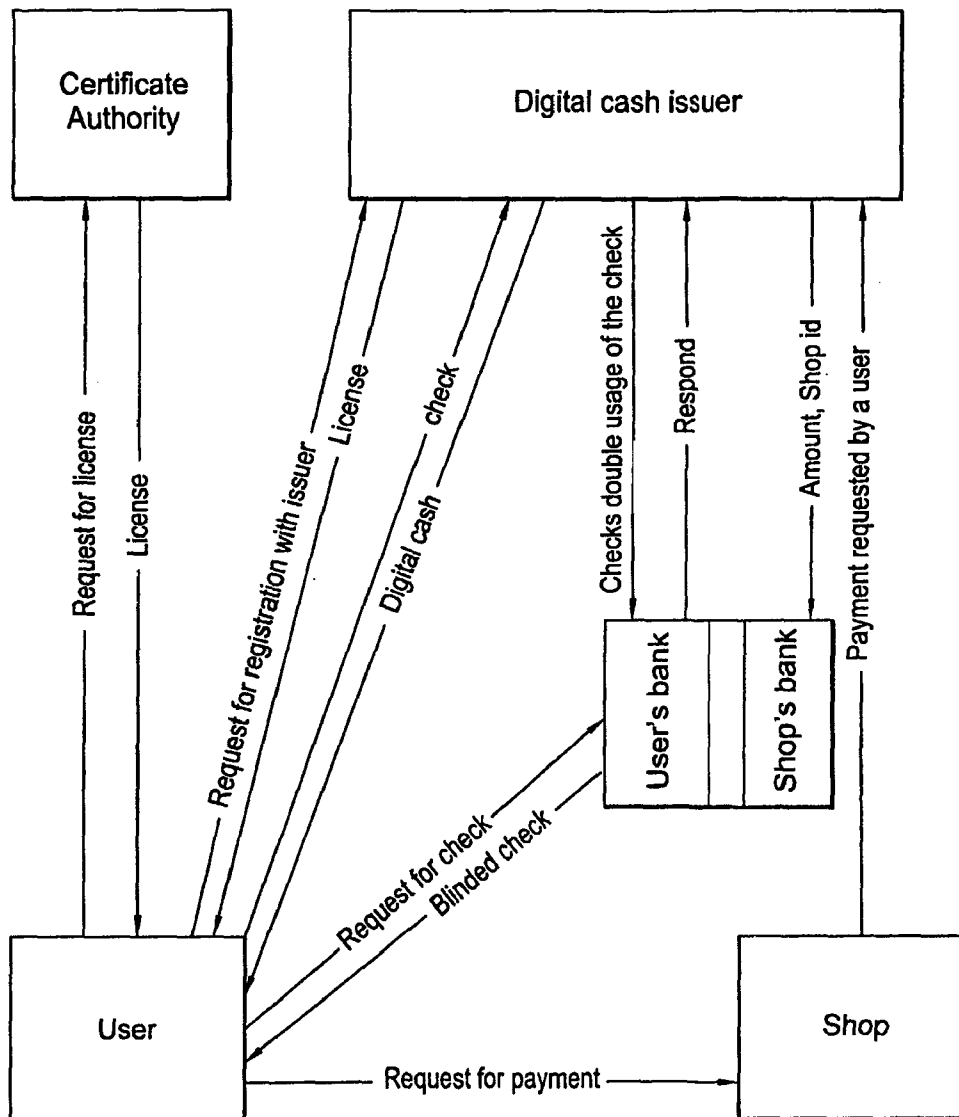 Certificate
Authority
Digital cash issuer
Request for license
License
Request for registration with issuer
License
check
Digital cash
Checks double usage of the check
Respond
Amount, Shop id
Payment requested by a user
User's bank
Shop's bank
Request for check
Blinded check
User
Request for payment
Shop